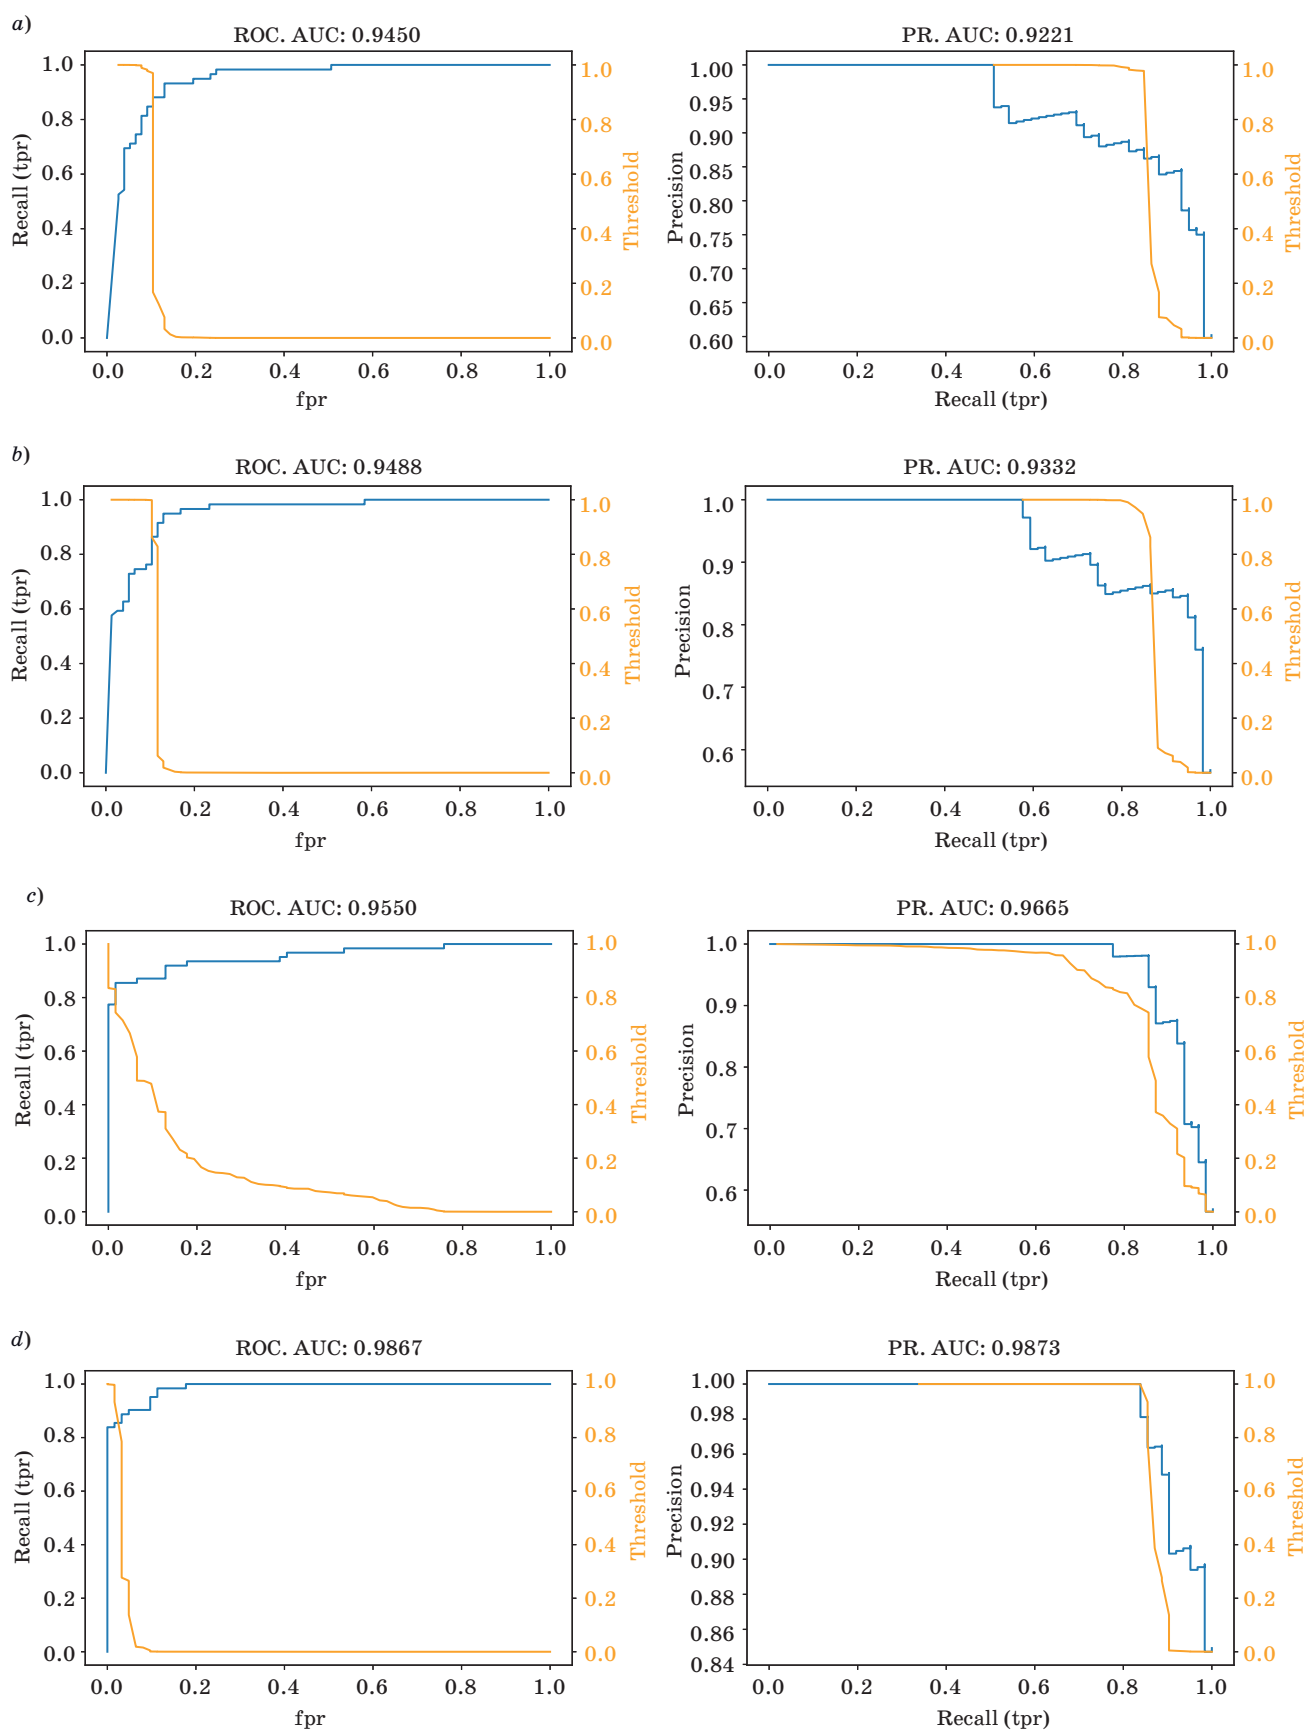 a)
ROC. AUC: 0.9450
PR. AUC: 0.9221
1.0
0.8
0.6
0.4
0.2
0.0
Recall (tpr)
1.0
0.8
0.6
0.4
0.2
0.0
Threshold
0.0 0.2 0.4 0.6 0.8 1.0
fpr
1.00
0.95
0.90
0.85
0.80
0.75
0.70
0.65
0.60
Precision
1.0
0.8
0.6
0.4
0.2
0.0
Threshold
0.0 0.2 0.4 0.6 0.8 1.0
Recall (tpr)
b)
ROC. AUC: 0.9488
PR. AUC: 0.9332
1.0
0.8
0.6
0.4
0.2
0.0
Recall (tpr)
1.0
0.8
0.6
0.4
0.2
0.0
Threshold
0.0 0.2 0.4 0.6 0.8 1.0
fpr
1.0
0.9
0.8
0.7
0.6
Precision
1.0
0.8
0.6
0.4
0.2
0.0
Threshold
0.0 0.2 0.4 0.6 0.8 1.0
Recall (tpr)
c)
ROC. AUC: 0.9550
PR. AUC: 0.9665
1.0
0.8
0.6
0.4
0.2
0.0
Recall (tpr)
1.0
0.8
0.6
0.4
0.2
0.0
Threshold
0.0 0.2 0.4 0.6 0.8 1.0
fpr
1.0
0.9
0.8
0.7
0.6
Precision
1.0
0.8
0.6
0.4
0.2
0.0
Threshold
0.0 0.2 0.4 0.6 0.8 1.0
Recall (tpr)
d)
ROC. AUC: 0.9867
PR. AUC: 0.9873
1.0
0.8
0.6
0.4
0.2
0.0
Recall (tpr)
1.0
0.8
0.6
0.4
0.2
0.0
Threshold
0.0 0.2 0.4 0.6 0.8 1.0
fpr
1.00
0.98
0.96
0.94
0.92
0.90
0.88
0.86
0.84
Precision
1.0
0.8
0.6
0.4
0.2
0.0
Threshold
0.0 0.2 0.4 0.6 0.8 1.0
Recall (tpr)